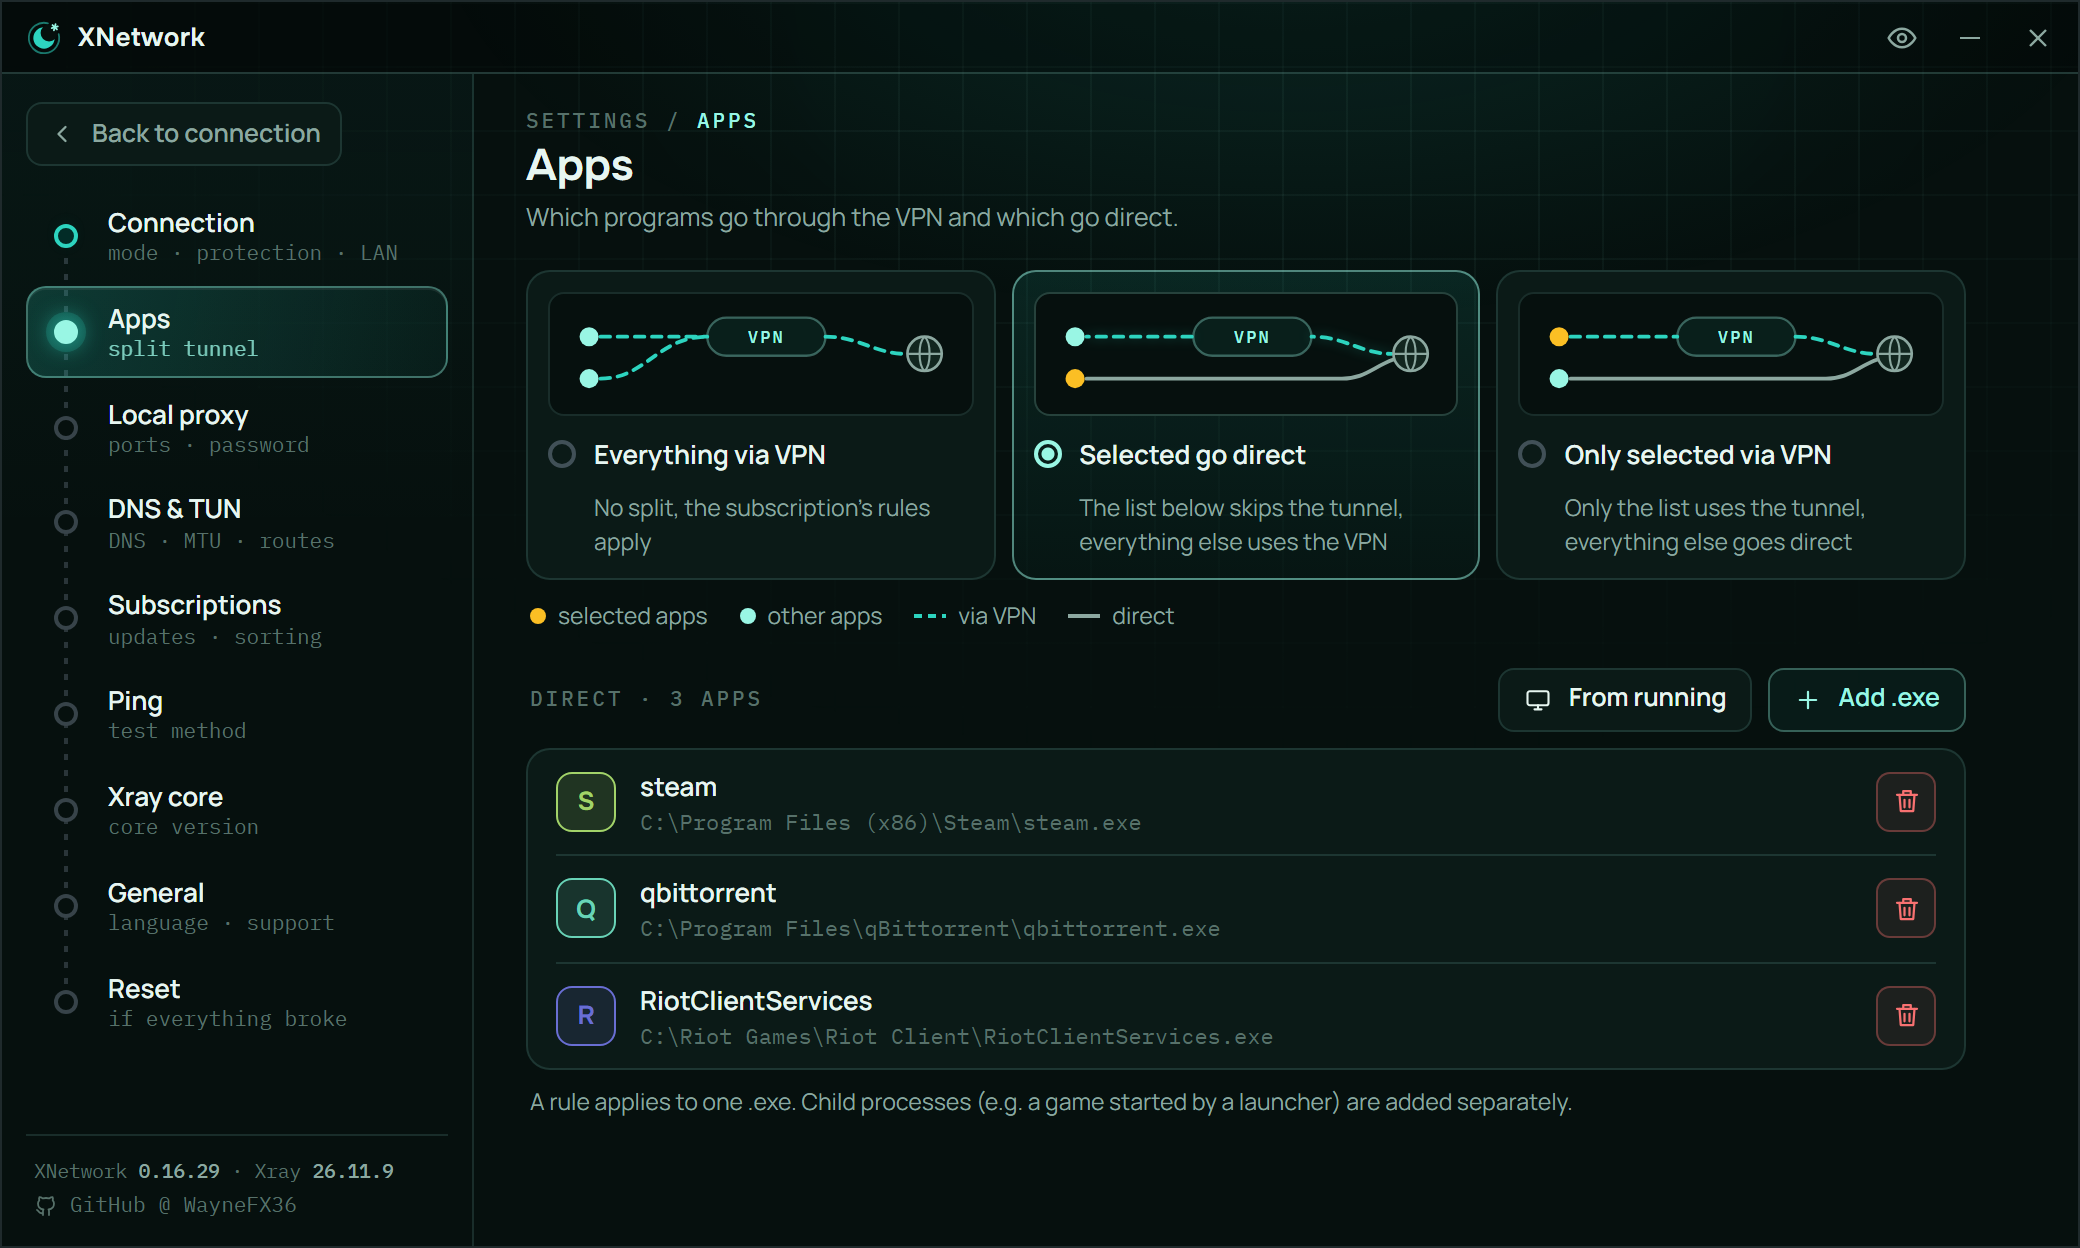 XNetwork
Back to connection
Connection
mode · protection · LAN
Apps
split tunnel
Local proxy
ports · password
DNS & TUN
DNS · MTU · routes
Subscriptions
updates · sorting
Ping
test method
Xray core
core version
General
language · support
Reset
if everything broke
XNetwork 0.16.29 · Xray 26.11.9
GitHub @ WayneFX36
SETTINGS / APPS
Apps
Which programs go through the VPN and which go direct.
VPN
Everything via VPN
No split, the subscription's rules
apply
VPN
Selected go direct
The list below skips the tunnel,
everything else uses the VPN
VPN
Only selected via VPN
Only the list uses the tunnel,
everything else goes direct
selected apps other apps via VPN direct
DIRECT · 3 APPS
From running
+ Add .exe
S
steam
C:\Program Files (x86)\Steam\steam.exe
Q
qbittorrent
C:\Program Files\qBittorrent\qbittorrent.exe
R
RiotClientServices
C:\Riot Games\Riot Client\RiotClientServices.exe
A rule applies to one .exe. Child processes (e.g. a game started by a launcher) are added separately.